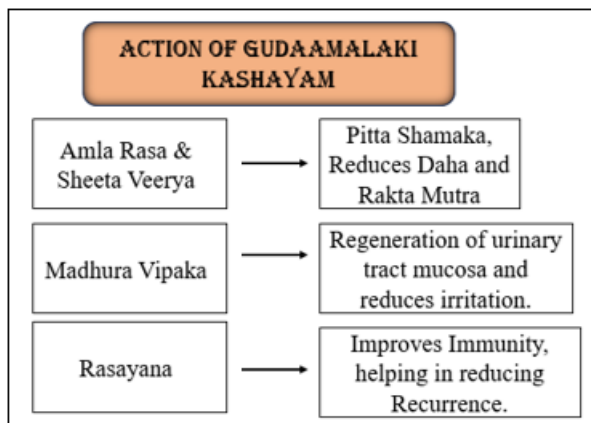 ACTION OF GUDAAMALAKI
KASHAYAM
Amla Rasa &
Sheeta Veerya
Pitta Shamaka,
Reduces Daha and
Rakta Mutra
Madhura Vipaka
Regeneration of urinary
tract mucosa and
reduces irritation.
Rasayana
Improves Immunity,
helping in reducing
Recurrence.